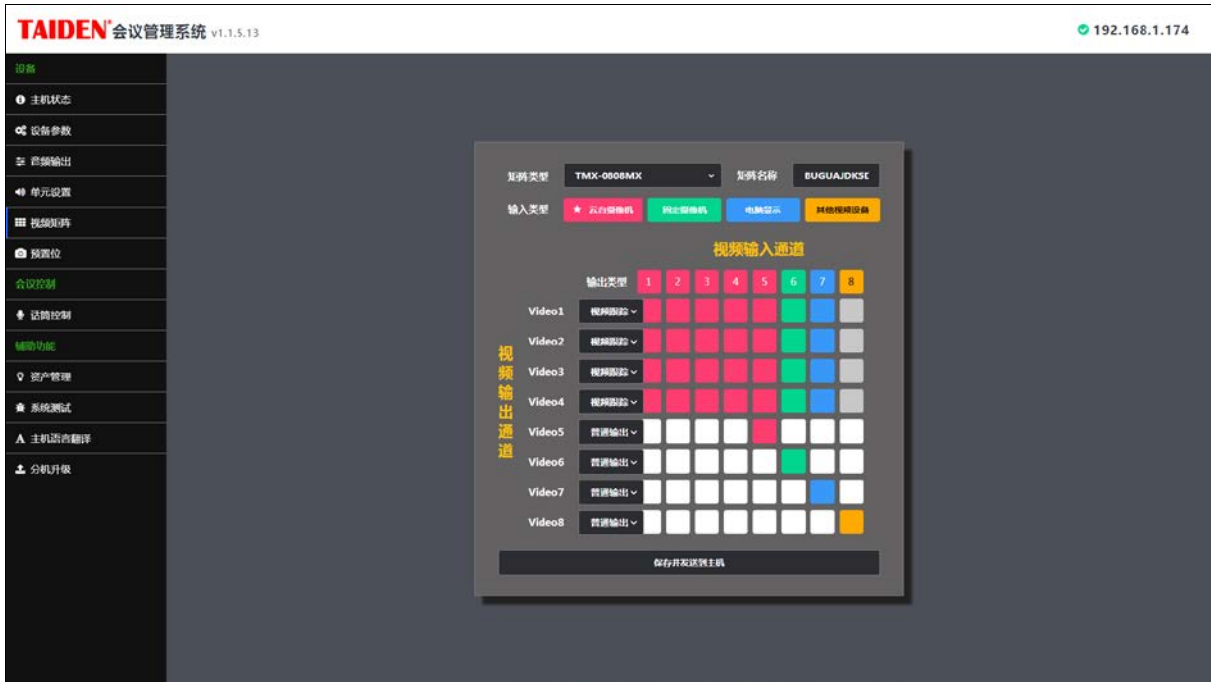 TAIDEN 会议管理系统 v1.1.5.13
192.168.1.174
设备
主机状态
设备参数
音频输出
单元设置
视频矩阵
预置位
会议控制
话筒控制
辅助功能
资产管理
系统测试
主机语言翻译
分机升级
矩阵类型 TMX-0808MX 矩阵名称 BUGUAJDKSD
输入类型 ★ 云台摄像机 固定摄像机 电脑显示 其他视频设备
视频输入通道
输出类型 1 2 3 4 5 6 7 8
视频输出通道
Video1 视频跟踪
Video2 视频跟踪
Video3 视频跟踪
Video4 视频跟踪
Video5 普通输出
Video6 普通输出
Video7 普通输出
Video8 普通输出
保存并发送到主机